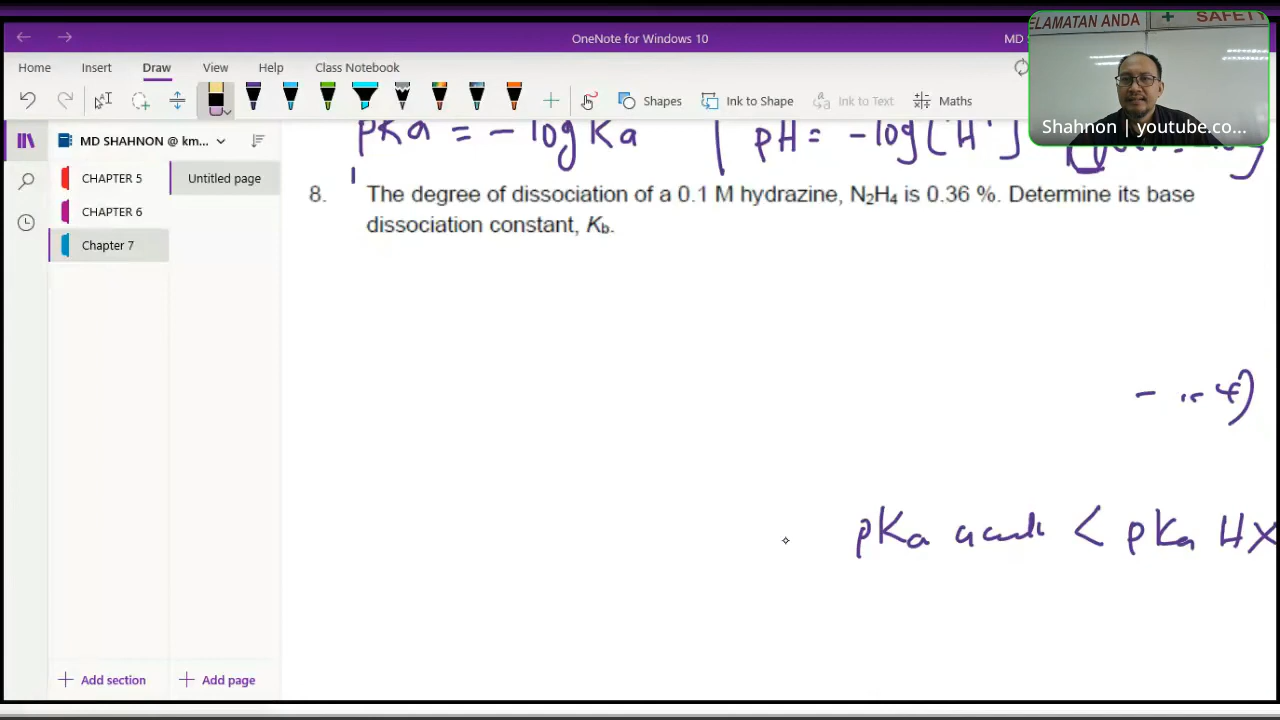 ELAMATAN ANDA + SAFETY
OneNote for Windows 10
MD
Home Insert Draw View Help Class Notebook
Shapes Ink to Shape Ink to Text Maths
Shahnon | youtube.co...
MD SHAHNON @ km...
CHAPTER 5
CHAPTER 6
Chapter 7
Untitled page
pKa = - log Ka | pH = -log [H⁺]
8. The degree of dissociation of a 0.1 M hydrazine, N₂H₄ is 0.36 %. Determine its base
dissociation constant, Kb.
pKa < pKa HX
Add section Add page